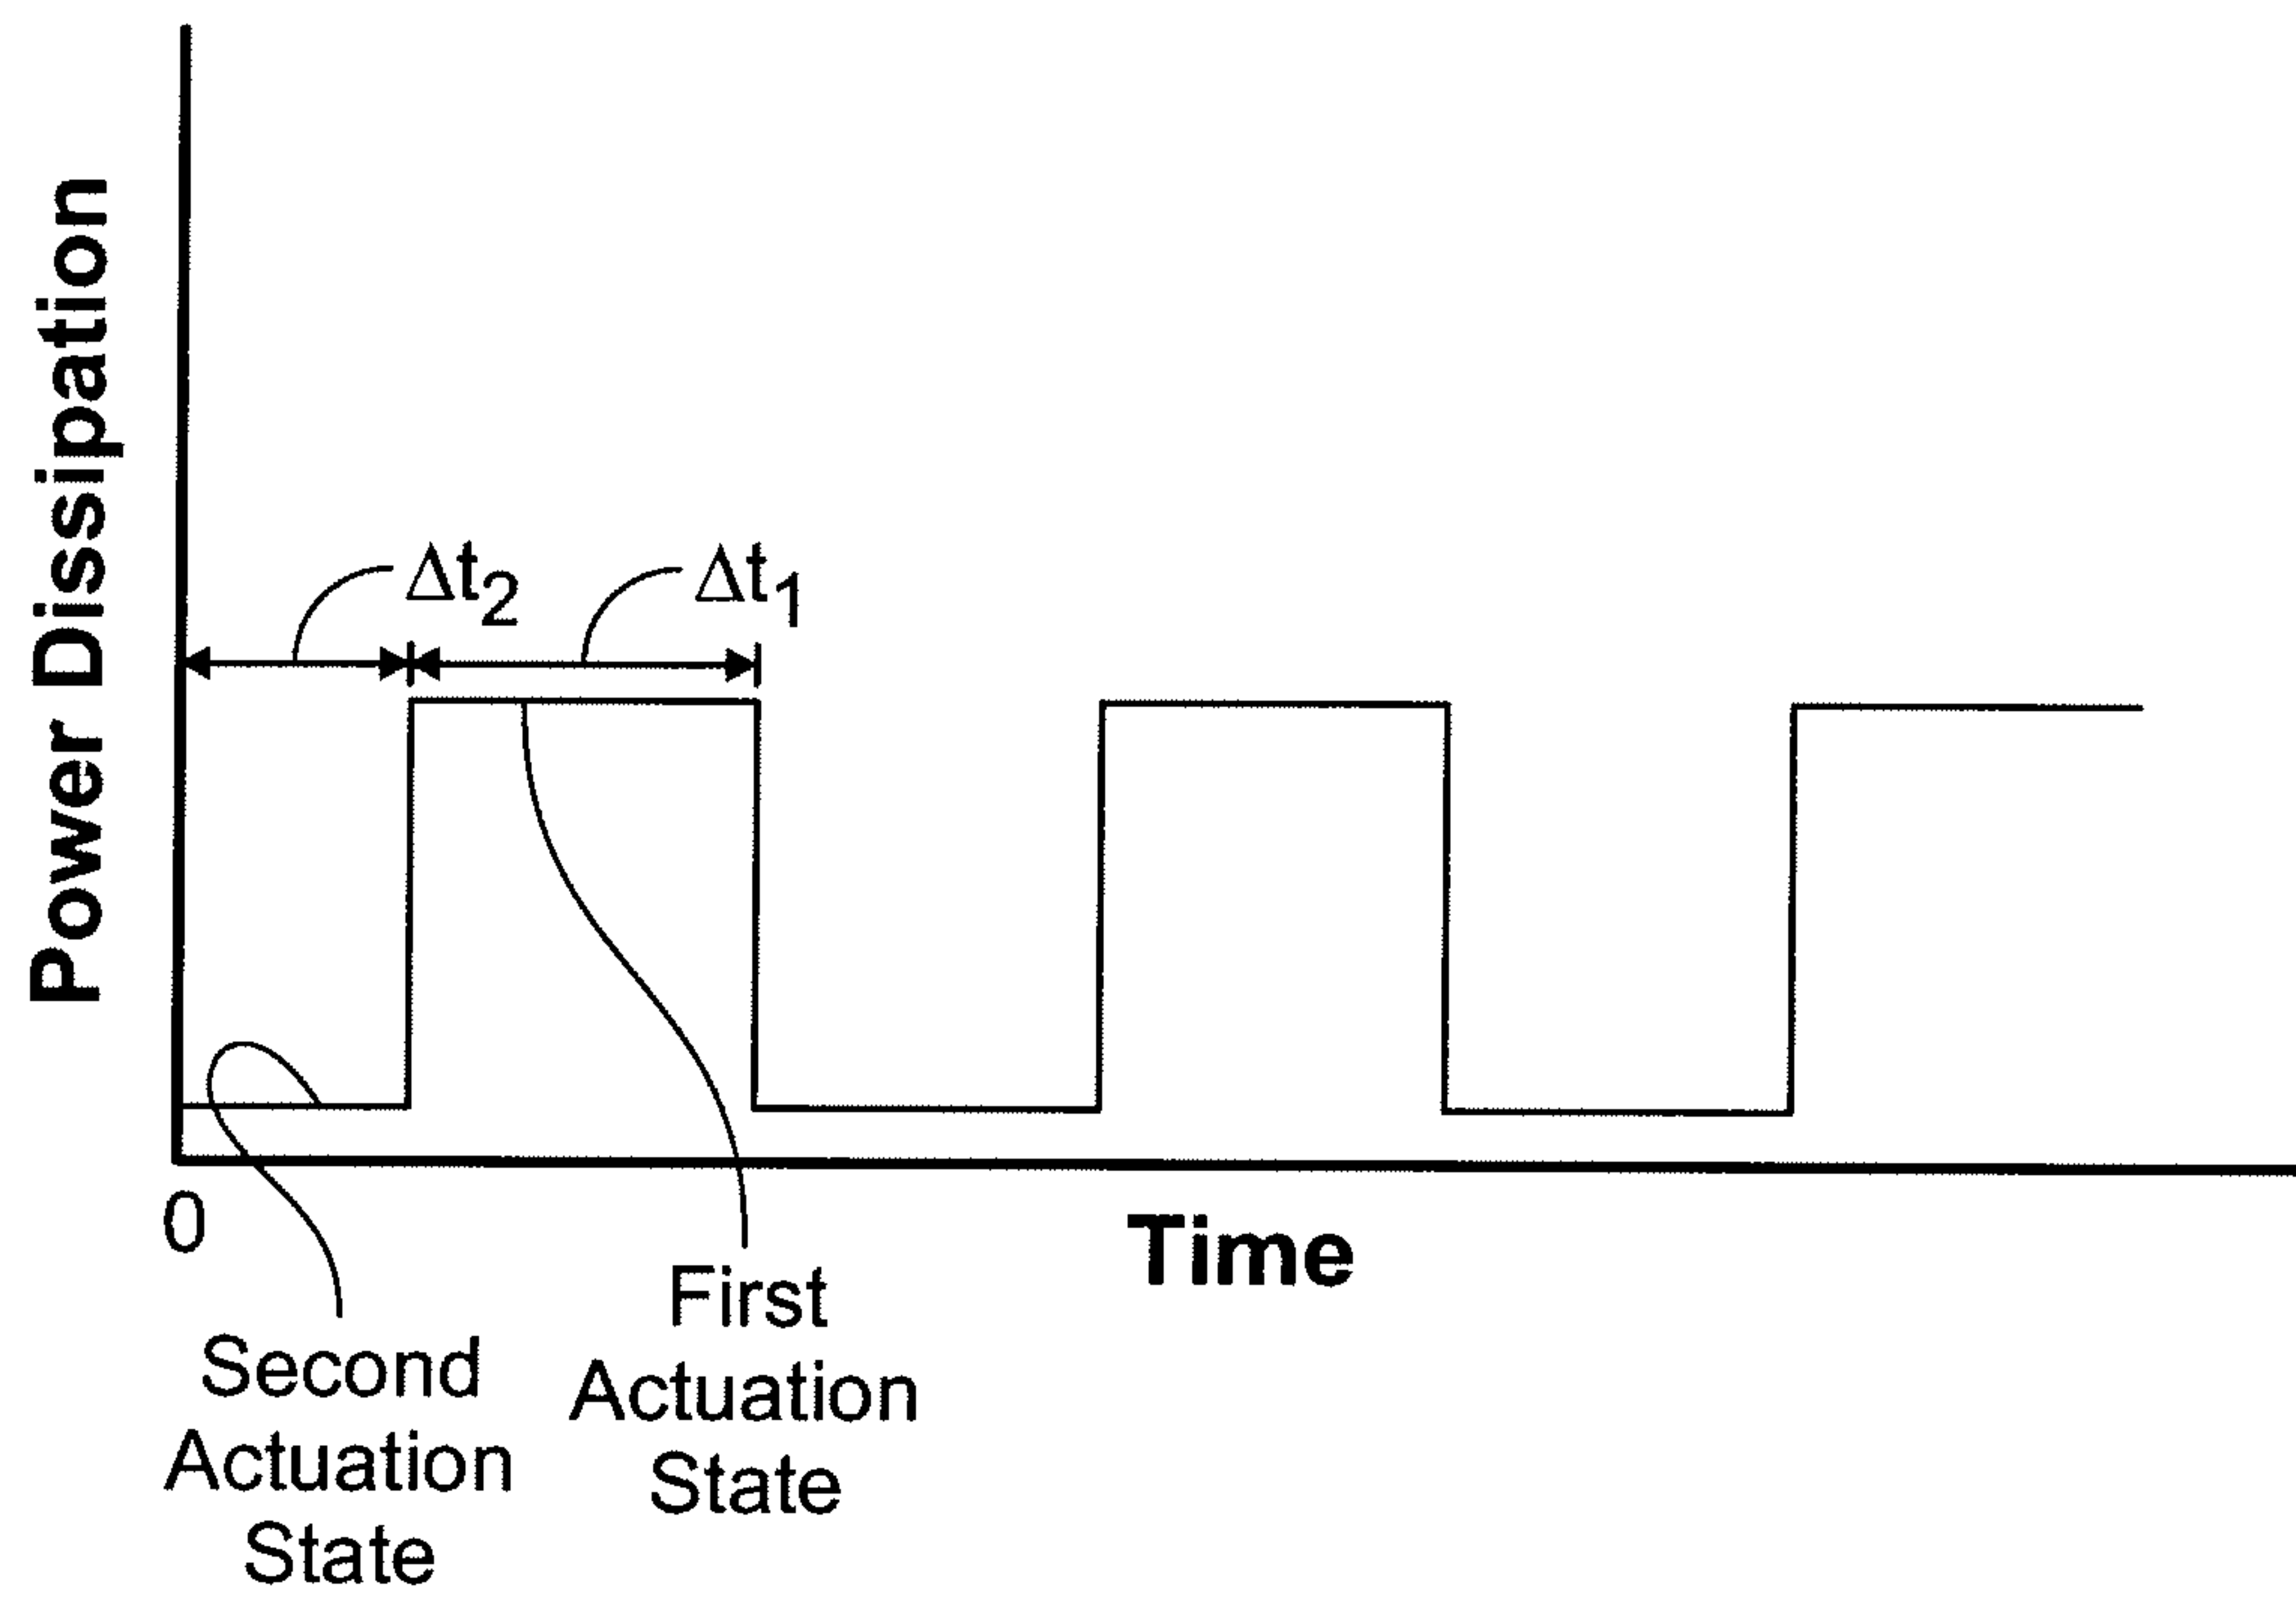 Power Dissipation
Δt2
Δt1
0
Time
Second
Actuation
State
First
Actuation
State